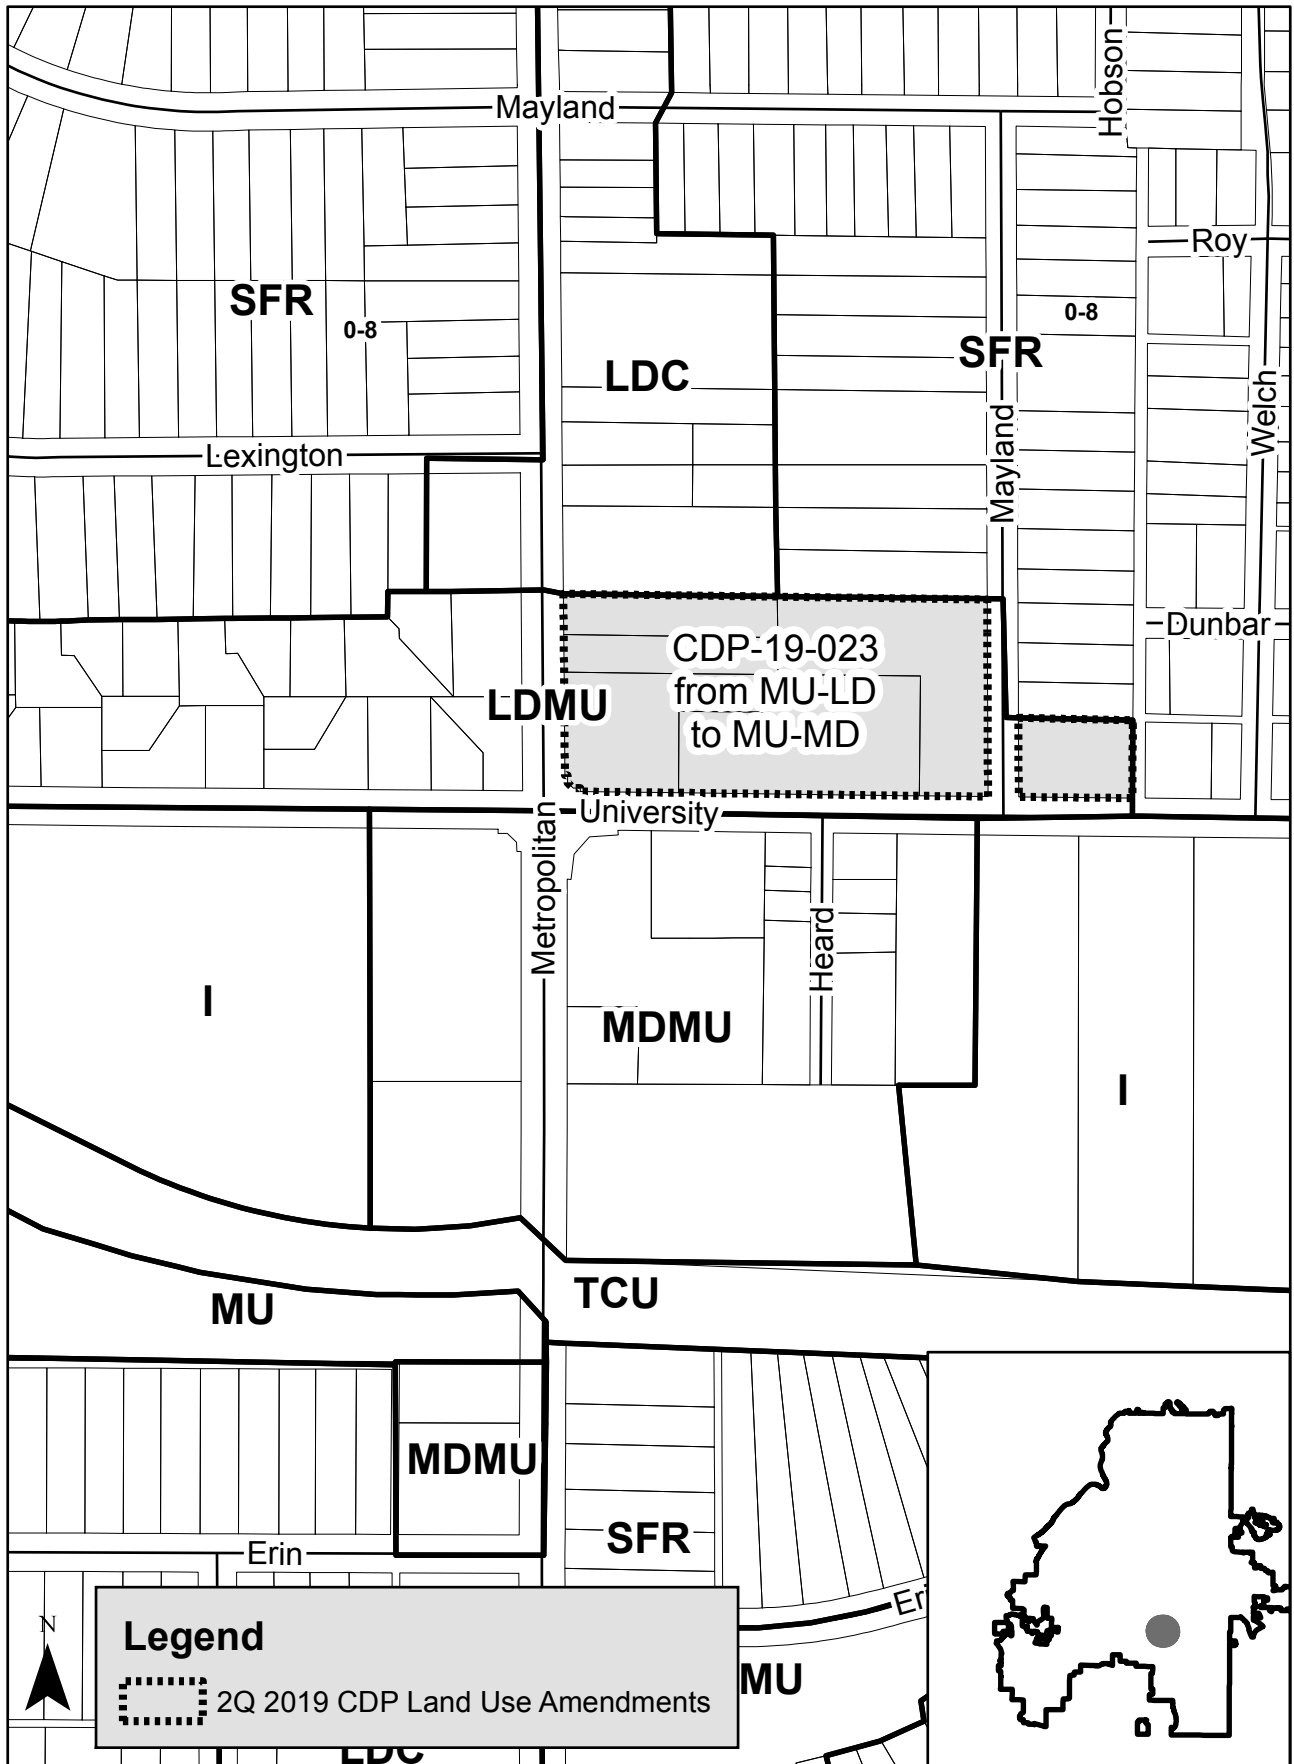 Hobson
Mayland
Roy
SFR
0-8
0-8
SFR
LDC
Welch
Mayland
Lexington
Dunbar
CDP-19-023
from MU-LD
to MU-MD
LDMU
University
Metropolitan
Heard
I
MDMU
I
TCU
MU
MDMU
SFR
Erin
Eri
N
Legend
2Q 2019 CDP Land Use Amendments
MU
LDC